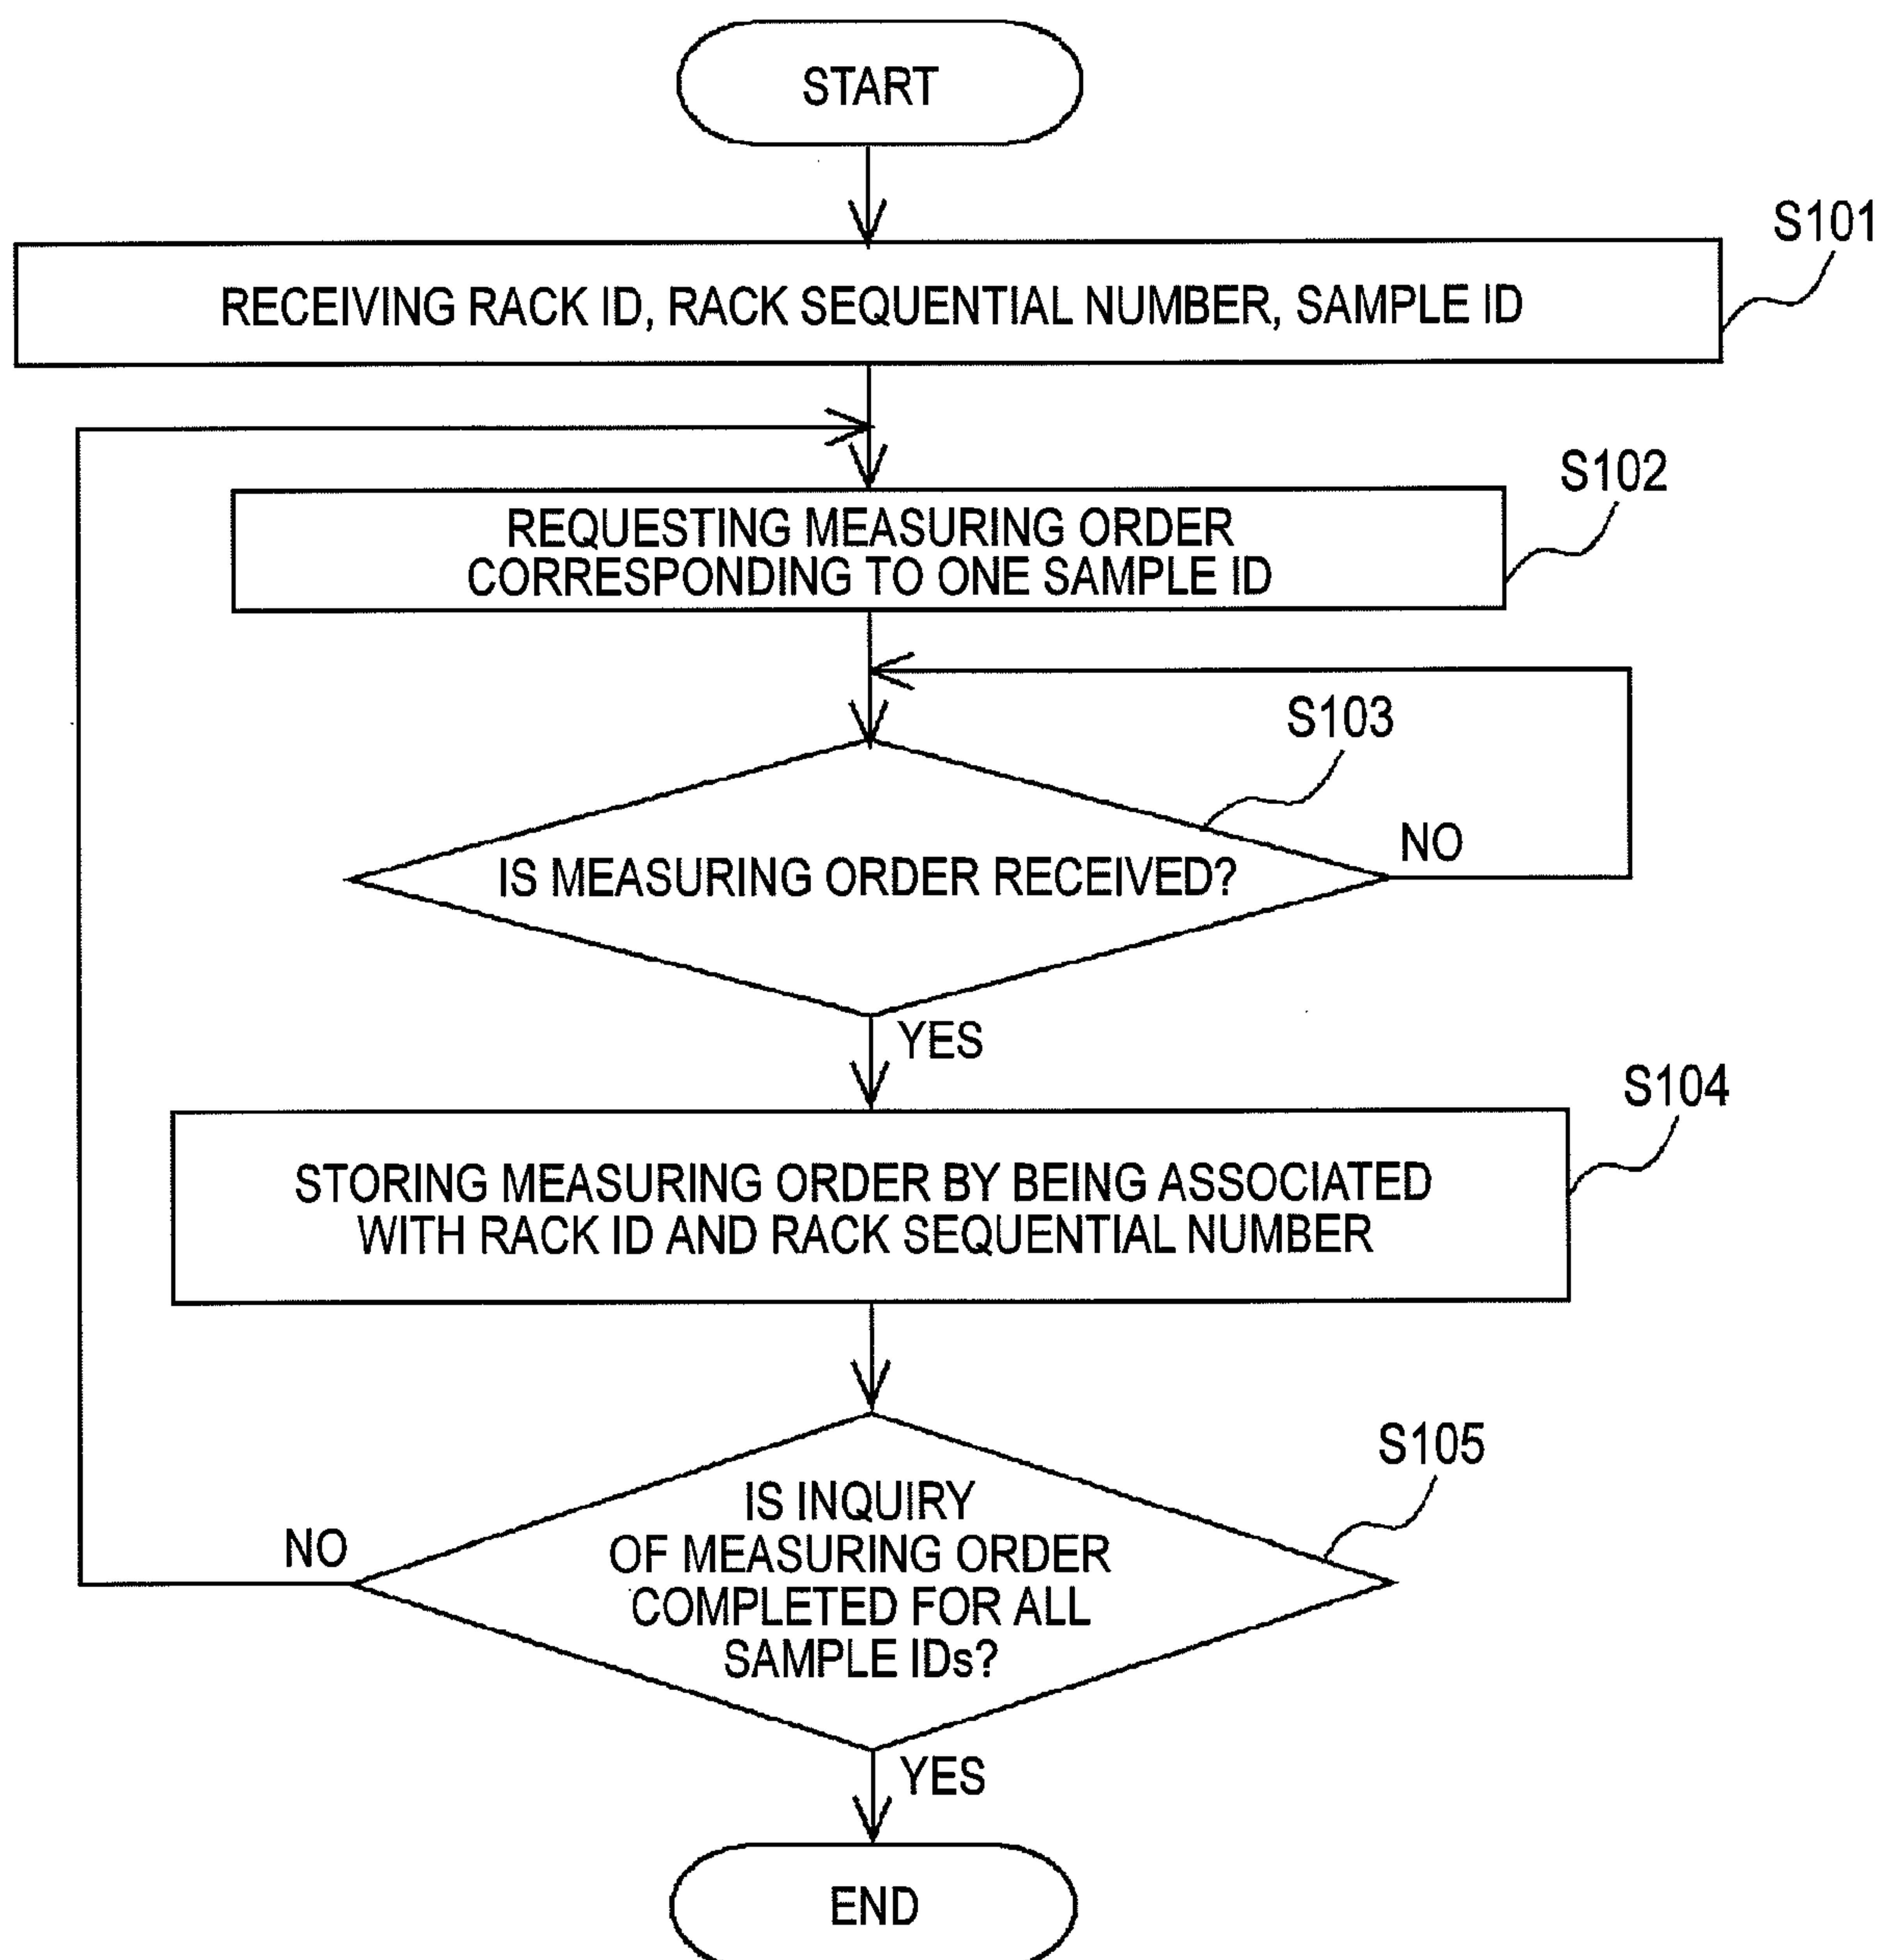 START
S101
RECEIVING RACK ID, RACK SEQUENTIAL NUMBER, SAMPLE ID
S102
REQUESTING MEASURING ORDER
CORRESPONDING TO ONE SAMPLE ID
S103
NO
IS MEASURING ORDER RECEIVED?
YES
S104
STORING MEASURING ORDER BY BEING ASSOCIATED
WITH RACK ID AND RACK SEQUENTIAL NUMBER
S105
IS INQUIRY
NO
OF MEASURING ORDER
COMPLETED FOR ALL
SAMPLE IDs?
YES
END